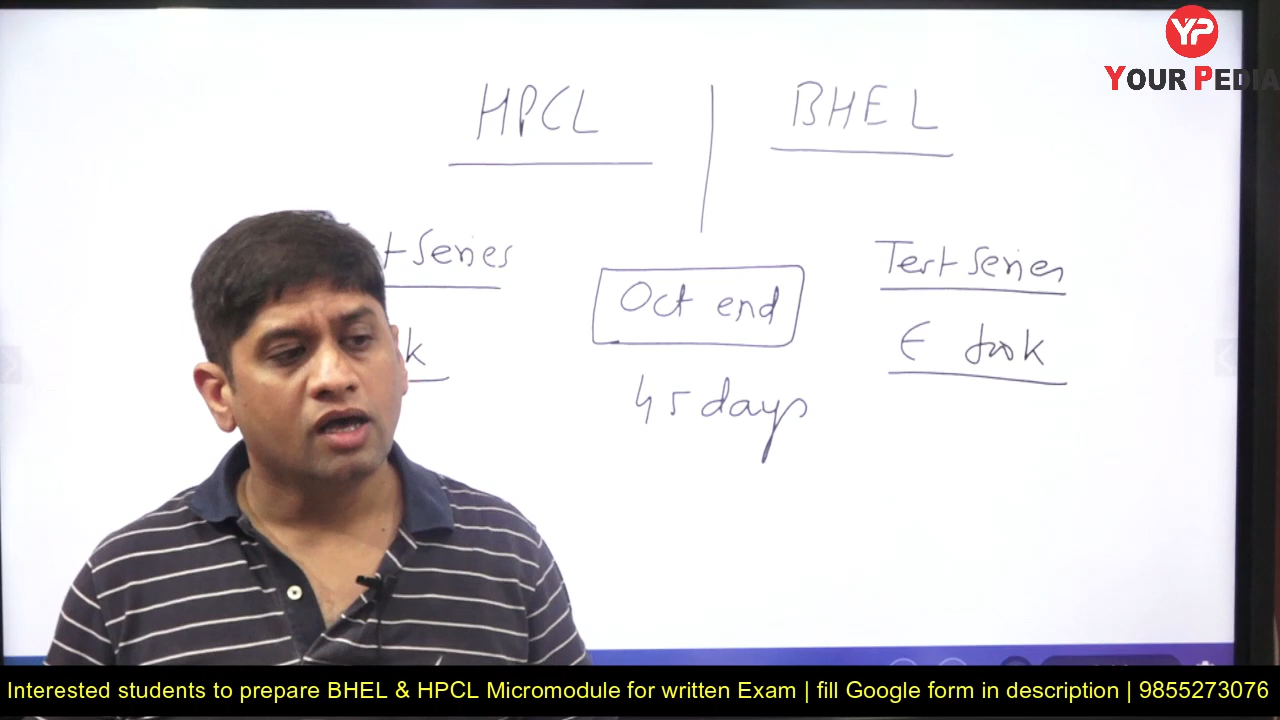 YP
YOUR PEDIA
HPCL
BHEL
t Series
Oct end
Test Series
k
E book
45 days
Interested students to prepare BHEL & HPCL Micromodule for written Exam | fill Google form in description | 9855273076